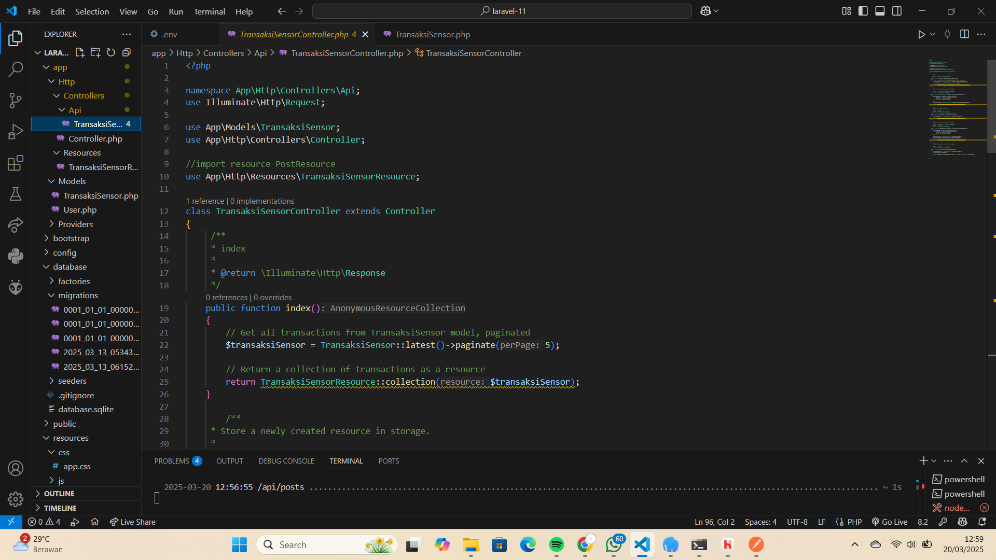 File Edit Selection View Go Run Terminal Help
laravel-11
EXPLORER
.env
TransaksiSensorController.php 4
TransaksiSensor.php
LARA...
app > Http > Controllers > Api > TransaksiSensorController.php > TransaksiSensorController
app
Http
Controllers
Api
TransaksiSe... 4
Controller.php
Resources
TransaksiSensorR...
Models
TransaksiSensor.php
User.php
Providers
bootstrap
config
database
factories
migrations
0001_01_01_00000...
0001_01_01_00000...
0001_01_01_00000...
2025_03_13_05343...
2025_03_13_06152...
seeders
.gitignore
database.sqlite
public
resources
css
app.css
js
OUTLINE
TIMELINE
1 <?php
2
3 namespace App\Http\Controllers\Api;
4 use Illuminate\Http\Request;
5
6 use App\Models\TransaksiSensor;
7 use App\Http\Controllers\Controller;
8
9 //import resource PostResource
10 use App\Http\Resources\TransaksiSensorResource;
11
1 reference | 0 implementations
12 class TransaksiSensorController extends Controller
13 {
14 /**
15 * index
16 *
17 * @return \Illuminate\Http\Response
18 */
0 references | 0 overrides
19 public function index(): AnonymousResourceCollection
20 {
21 // Get all transactions from TransaksiSensor model, paginated
22 $transaksiSensor = TransaksiSensor::latest()->paginate(perPage: 5);
23
24 // Return a collection of transactions as a resource
25 return TransaksiSensorResource::collection(resource: $transaksiSensor);
26 }
27
28 /**
29 * Store a newly created resource in storage.
30 *
PROBLEMS 4 OUTPUT DEBUG CONSOLE TERMINAL PORTS
2025-03-20 12:56:55 /api/posts ~ 1s
powershell
powershell
node...
0 4 Live Share
Ln 96, Col 2 Spaces: 4 UTF-8 LF PHP Go Live 8.2
2
29°C
Berawan
Search
60
12:59
20/03/2025